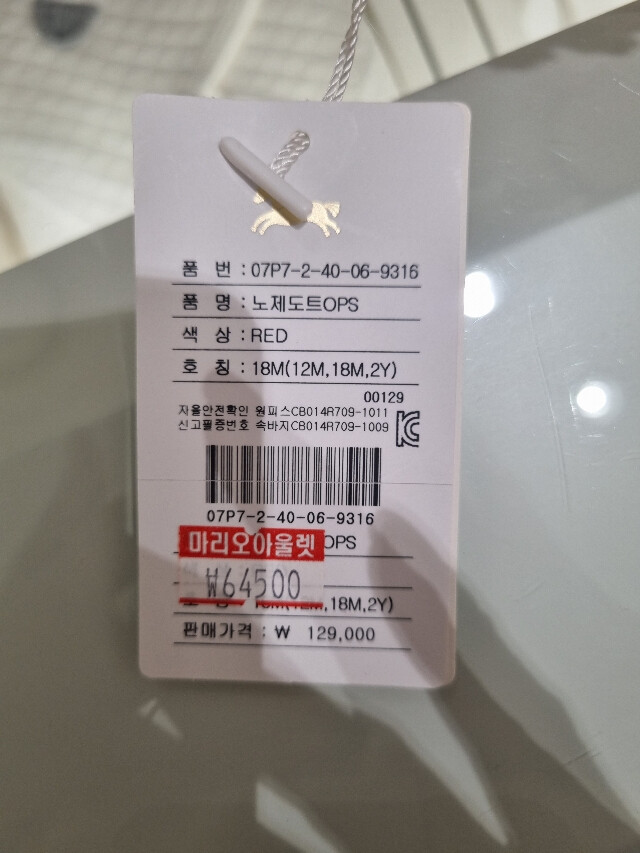 품 번 : 07P7-2-40-06-9316
품 명 : 노제도트OPS
색 상 : RED
호 칭 : 18M(12M,18M,2Y)
00129
자율안전확인 원피스CB014R709-1011
신고필증번호 속바지CB014R709-1009
07P7-2-40-06-9316
마리오아울렛 OPS
₩64500
,18M,2Y)
판매가격 : ₩ 129,000